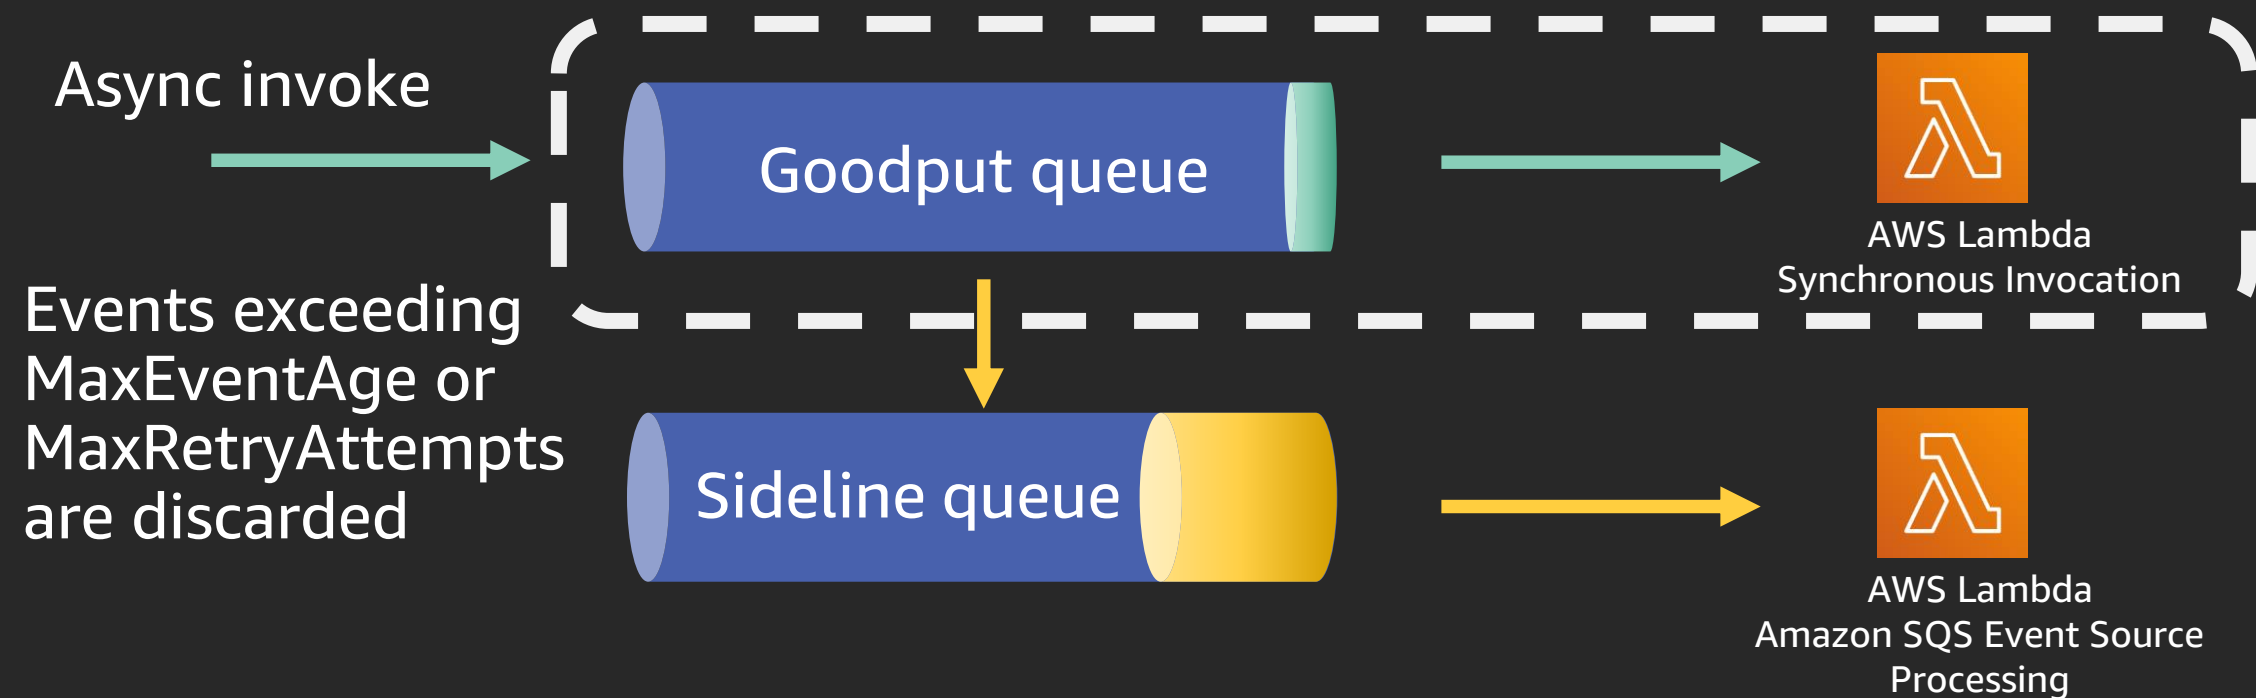 Async invoke
Goodput queue
AWS Lambda
Synchronous Invocation
Events exceeding
MaxEventAge or
MaxRetryAttempts
are discarded
Sideline queue
AWS Lambda
Amazon SQS Event Source
Processing